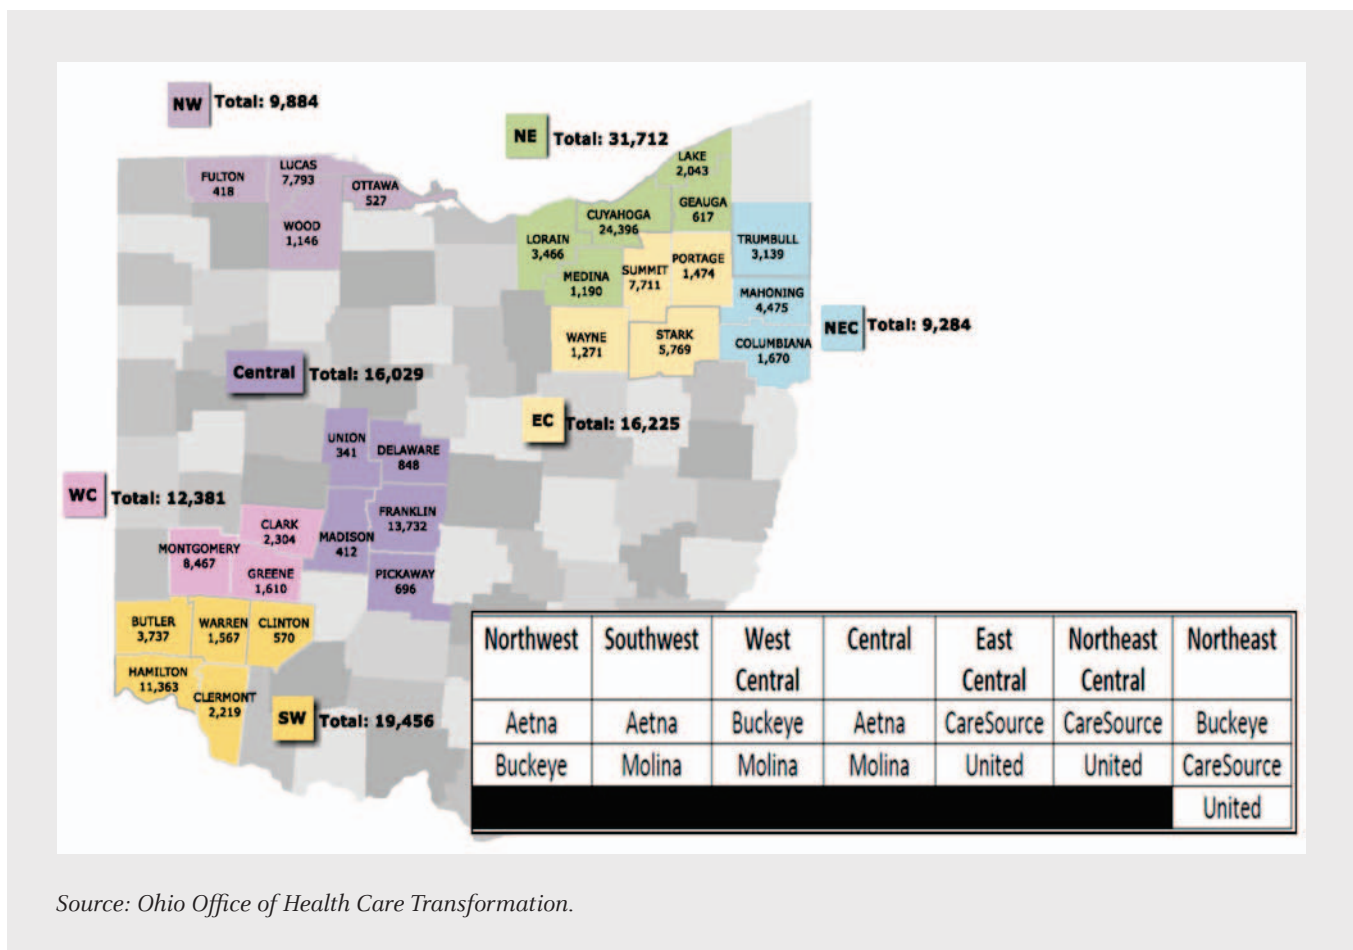 NW Total: 9,884
NE Total: 31,712
LAKE
2,043
LUCAS
7,793
FULTON
418
OTTAWA
527
GEAUGA
617
CUYAHOGA
24,396
WOOD
1,146
LORAIN
3,466
TRUMBULL
3,139
PORTAGE
1,474
SUMMIT
7,711
MEDINA
1,190
MAHONING
4,475
NEC Total: 9,284
WAYNE
1,271
STARK
5,769
COLUMBIANA
1,670
Central Total: 16,029
EC Total: 16,225
UNION
341
DELAWARE
848
WC Total: 12,381
FRANKLIN
13,732
CLARK
2,304
MADISON
412
MONTGOMERY
8,467
GREENE
1,610
PICKAWAY
696
BUTLER
3,737
WARREN
1,567
CLINTON
570
HAMILTON
11,363
CLERMONT
2,219
SW Total: 19,456
Northwest Southwest West Central Central East Central Northeast Central Northeast
Aetna Aetna Buckeye Aetna CareSource CareSource Buckeye
Buckeye Molina Molina Molina United United CareSource
United
Source: Ohio Office of Health Care Transformation.